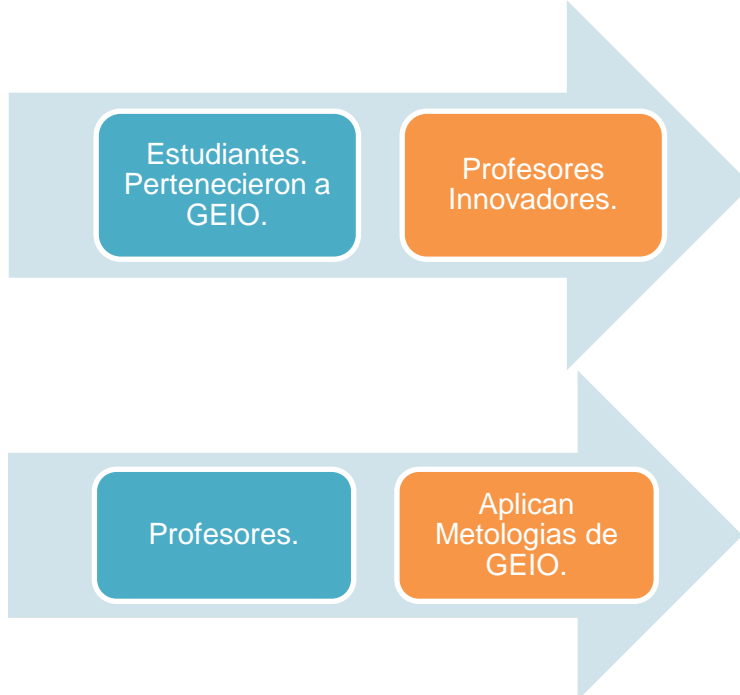 Estudiantes.
Pertenecieron a
GEIO.
Profesores
Innovadores.
Profesores.
Aplican
Metologias de
GEIO.